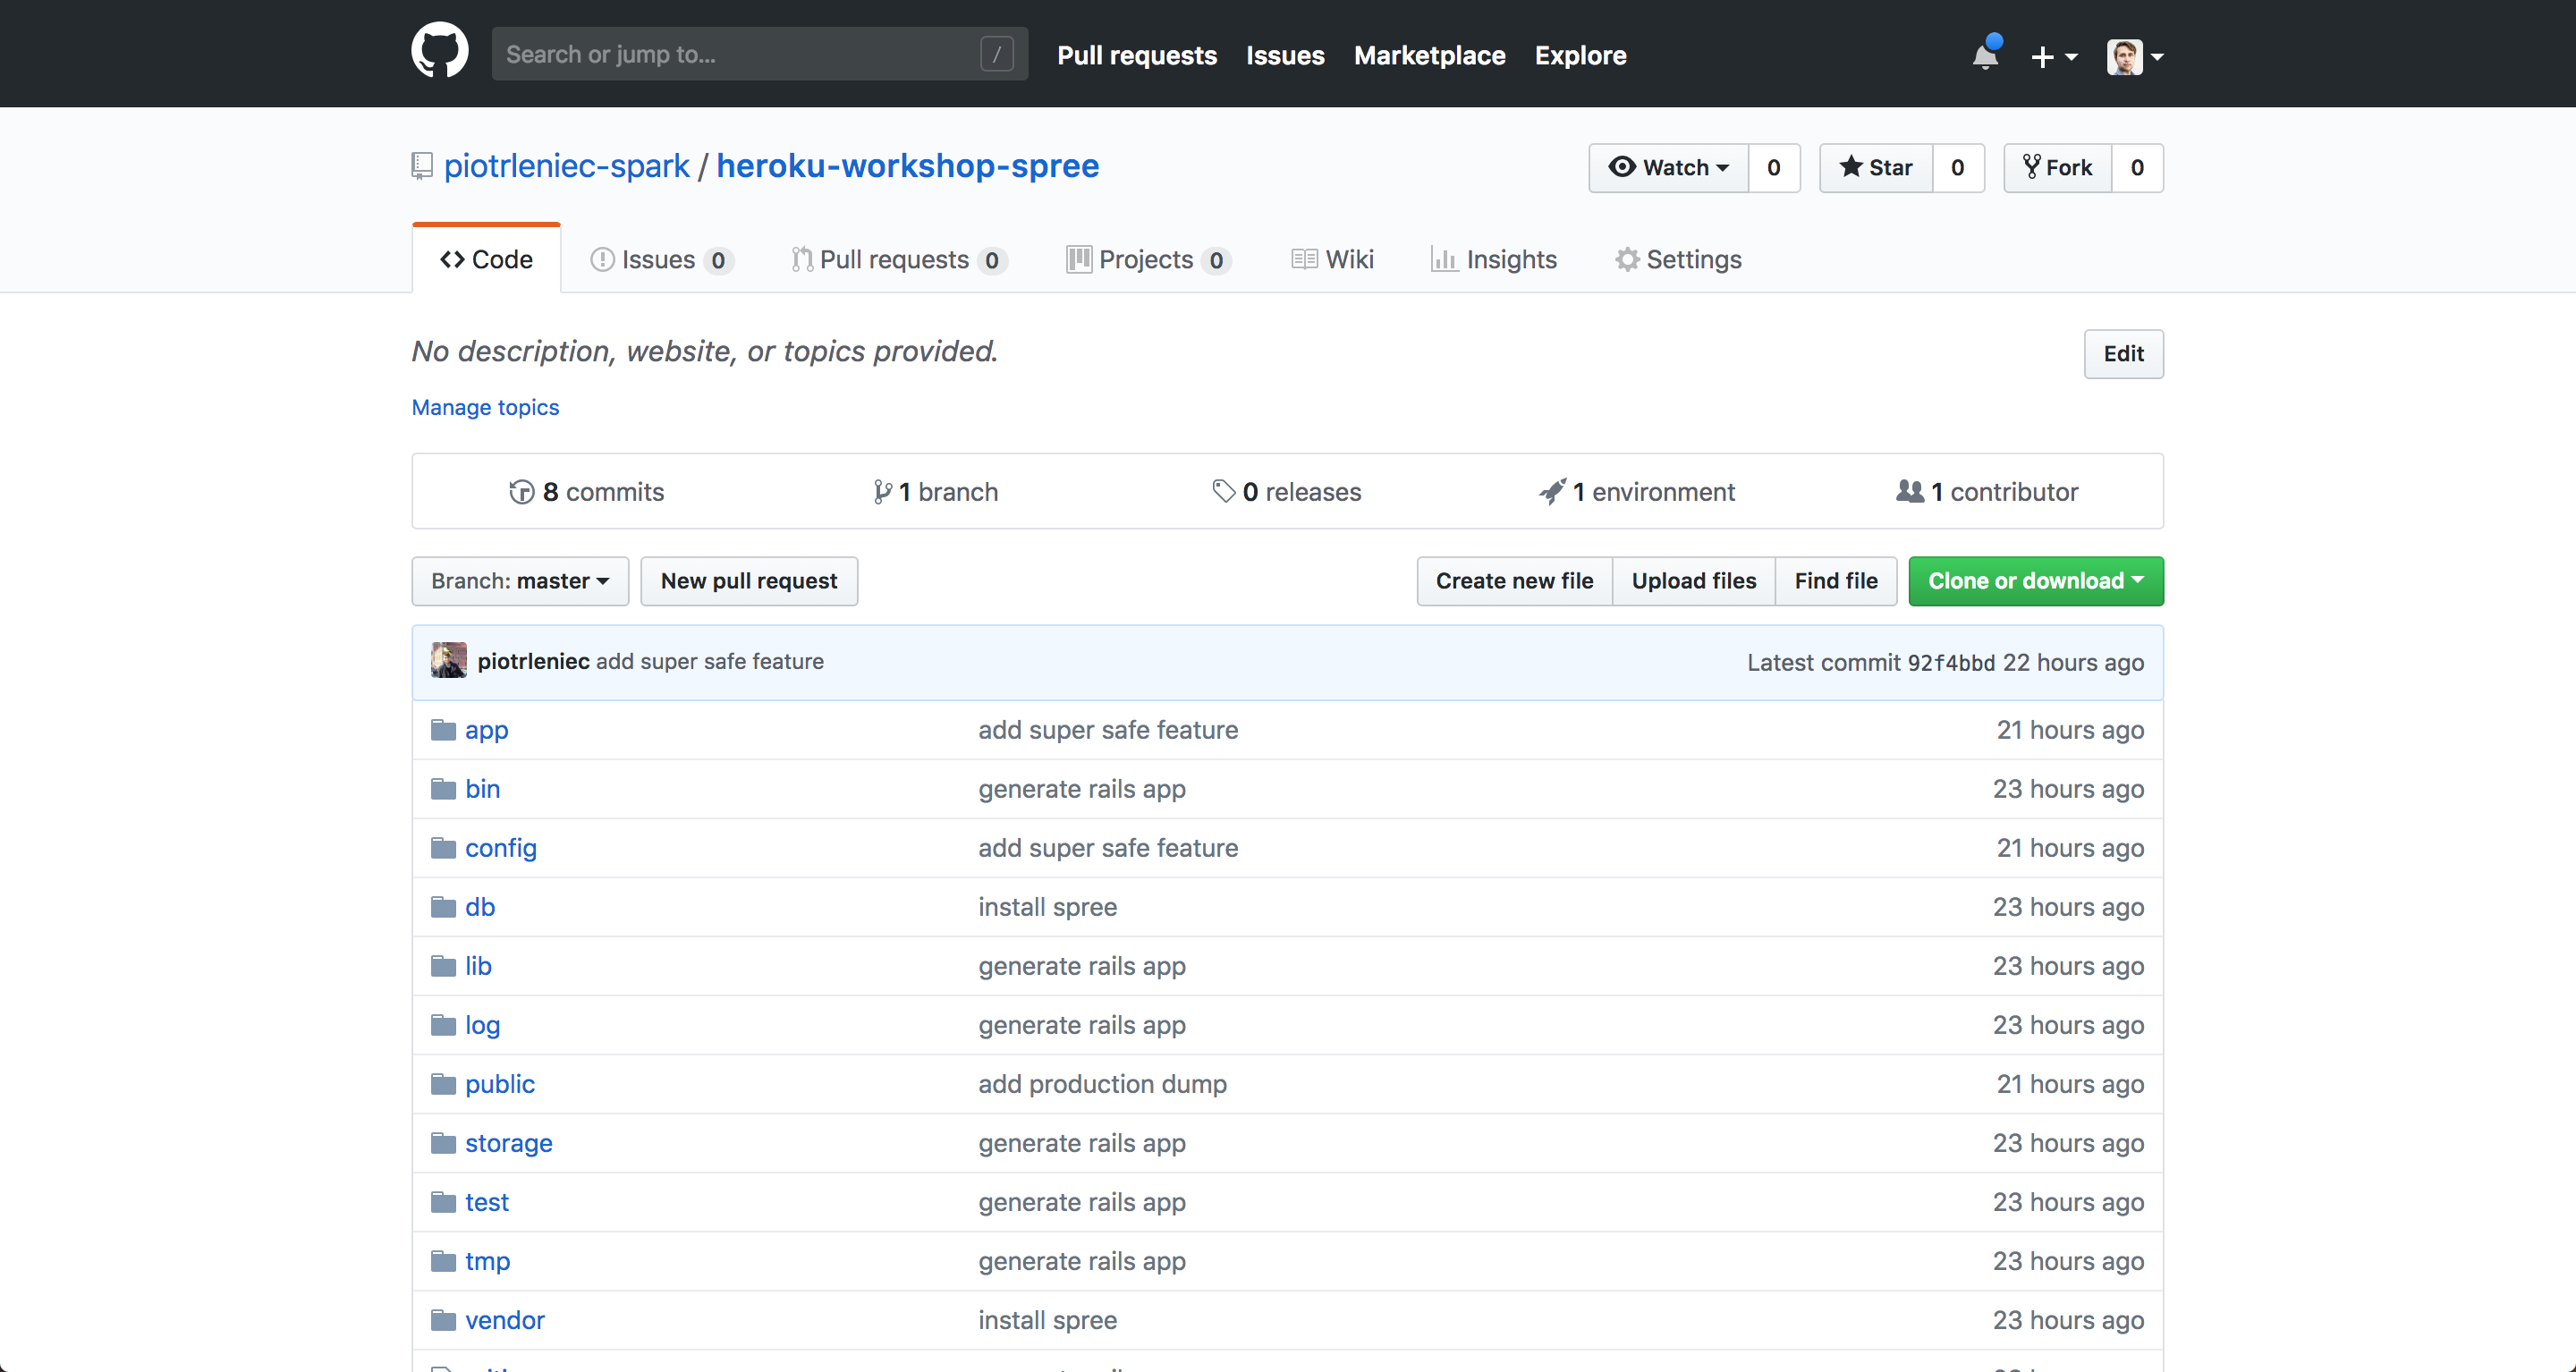 Search or jump to... /
Pull requests Issues Marketplace Explore
piotrleniec-spark / heroku-workshop-spree
Watch 0 Star 0 Fork 0
Code Issues 0 Pull requests 0 Projects 0 Wiki Insights Settings
No description, website, or topics provided.
Edit
Manage topics
8 commits 1 branch 0 releases 1 environment 1 contributor
Branch: master New pull request Create new file Upload files Find file Clone or download
piotrleniec add super safe feature Latest commit 92f4bbd 22 hours ago
app add super safe feature 21 hours ago
bin generate rails app 23 hours ago
config add super safe feature 21 hours ago
db install spree 23 hours ago
lib generate rails app 23 hours ago
log generate rails app 23 hours ago
public add production dump 21 hours ago
storage generate rails app 23 hours ago
test generate rails app 23 hours ago
tmp generate rails app 23 hours ago
vendor install spree 23 hours ago